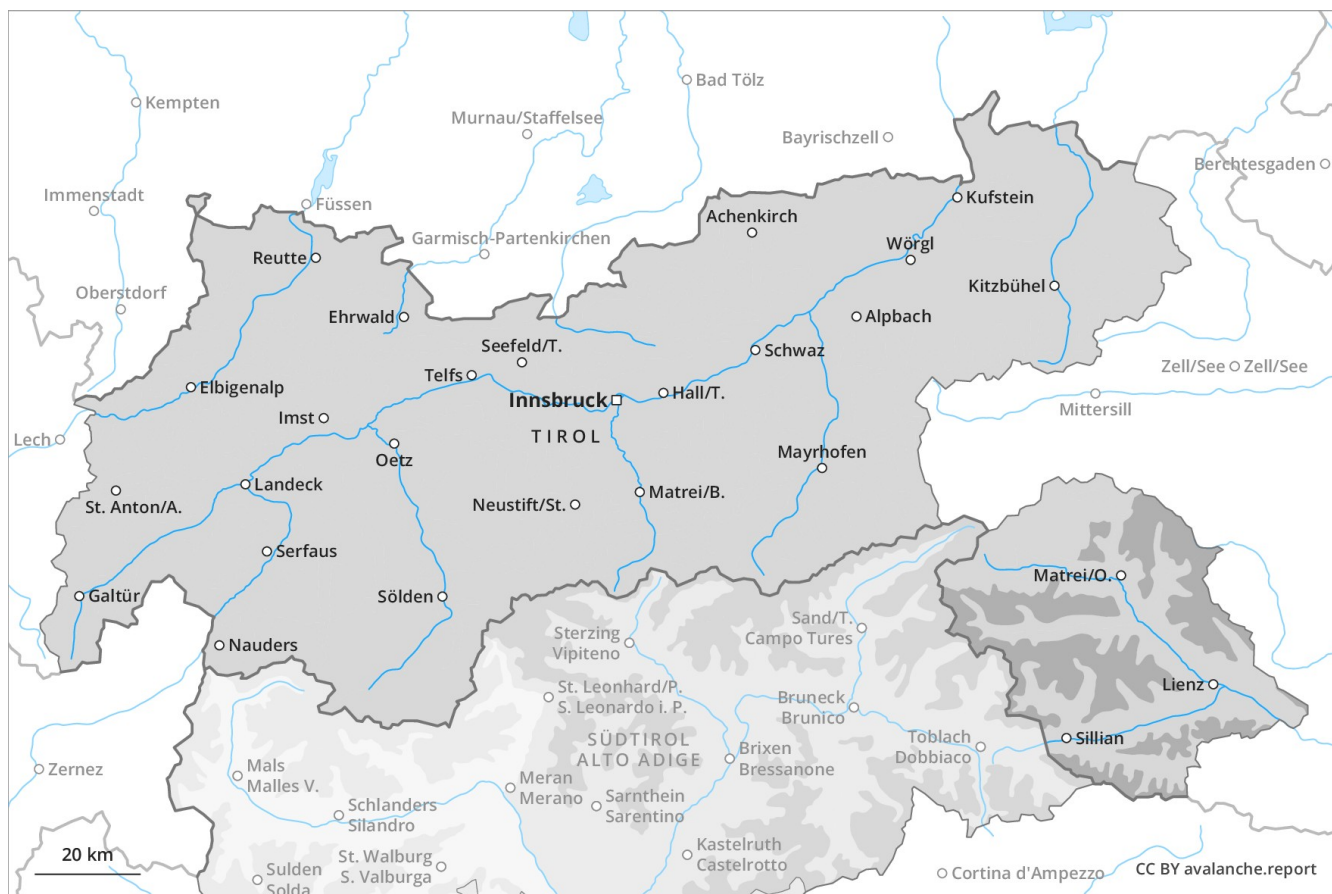 Kempten
Bad Tölz
Murnau/Staffelsee
Bayrischzell
Berchtesgaden
Immenstadt
Füssen
Kufstein
Achenkirch
Garmisch-Partenkirchen
Wörgl
Reutte
Kitzbühel
Oberstdorf
Ehrwald
Alpbach
Seefeld/T.
Schwaz
Telfs
Zell/See
Zell/See
Elbigenalp
Innsbruck
Hall/T.
Mittersill
Imst
TIROL
Lech
Oetz
Mayrhofen
Landeck
Matrei/B.
St. Anton/A.
Neustift/St.
Serfaus
Matrei/O.
Galtür
Sölden
Sand/T.
Campo Tures
Sterzing
Vipiteno
Nauders
Lienz
St. Leonhard/P.
S. Leonardo i. P.
Bruneck
Brunico
SÜDTIROL
ALTO ADIGE
Sillian
Toblach
Dobbiaco
Brixen
Bressanone
Zernez
Mals
Malles V.
Meran
Merano
Sarnthein
Sarentino
Schlanders
Silandro
Kastelruth
Castelrotto
20 km
St. Walburg
S. Valburga
Sulden
Solda
Cortina d'Ampezzo
CC BY avalanche.report